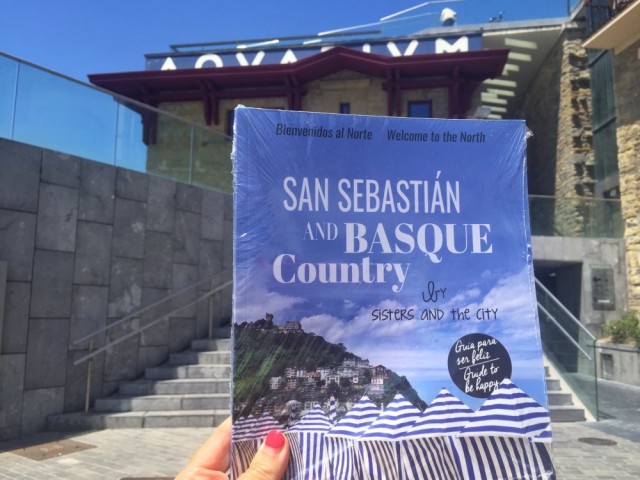 AQVARIVM
Bienvenidos al Norte Welcome to the North
SAN SEBASTIÁN
AND BASQUE
Country
by
SISTERS AND the CITY
Guía para
ser feliz
Guide to
be happy